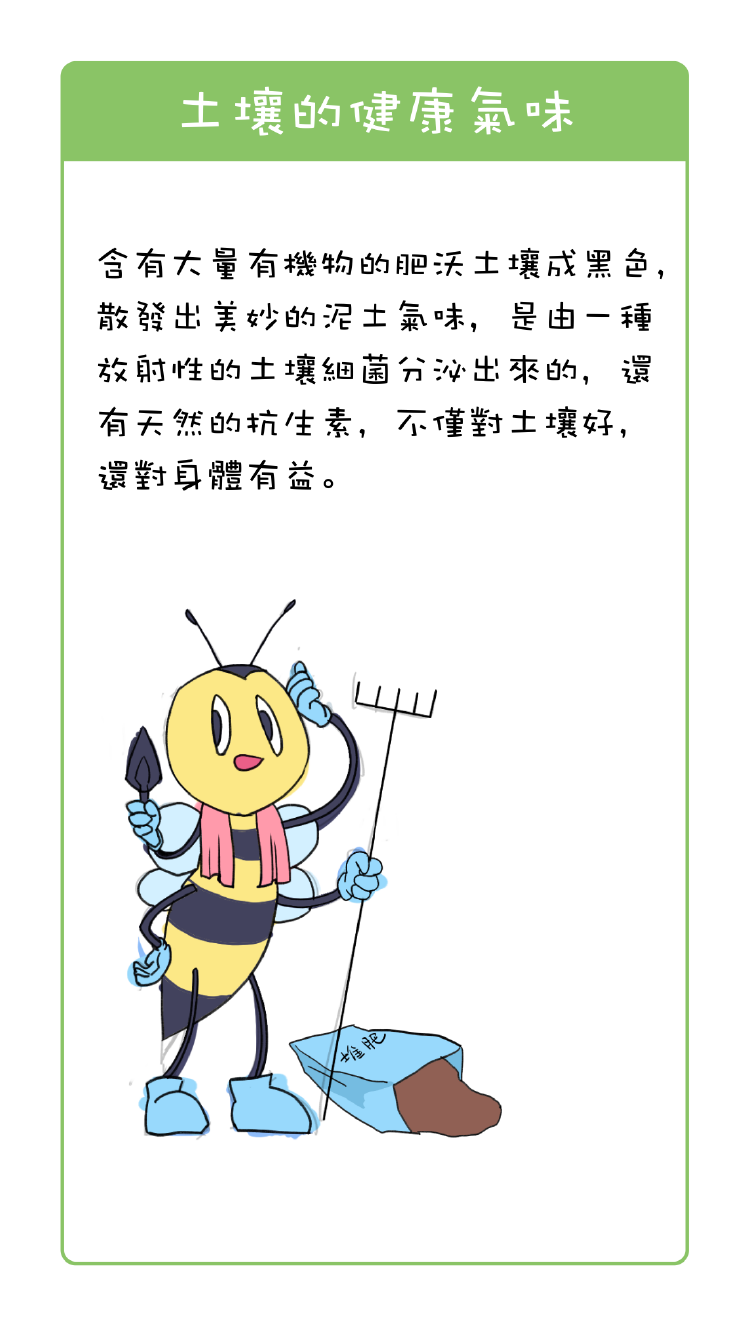 土壤的健康氣味
含有大量有機物的肥沃土壤成黑色,
散發出美妙的泥土氣味, 是由一種
放射性的土壤細菌分泌出來的, 還
有天然的抗生素, 不僅對土壤好,
還對身體有益。
堆肥